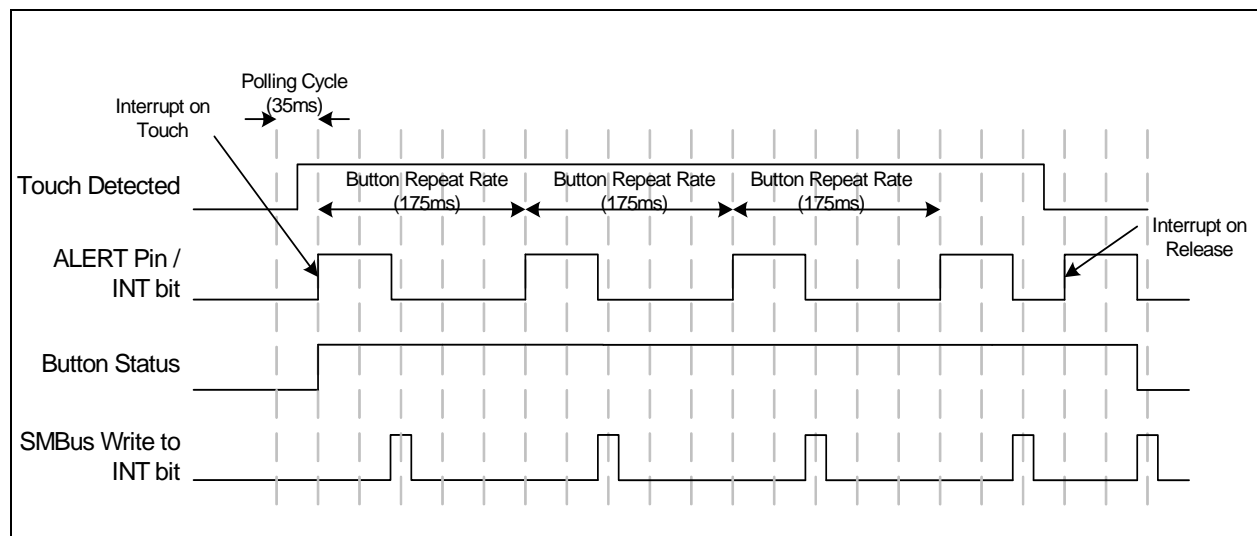 Polling Cycle
(35ms)
Interrupt on
Touch
Touch Detected
Button Repeat Rate
(175ms)
Button Repeat Rate
(175ms)
Button Repeat Rate
(175ms)
Interrupt on
Release
ALERT Pin /
INT bit
Button Status
SMBus Write to
INT bit